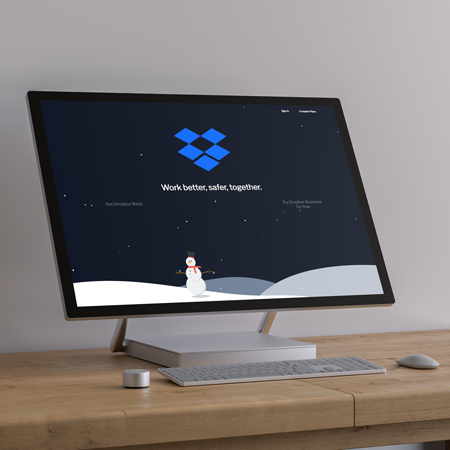 Sign in Compare Plans
Work better, safer, together.
Get Dropbox Basic.
Try Dropbox Business
for free